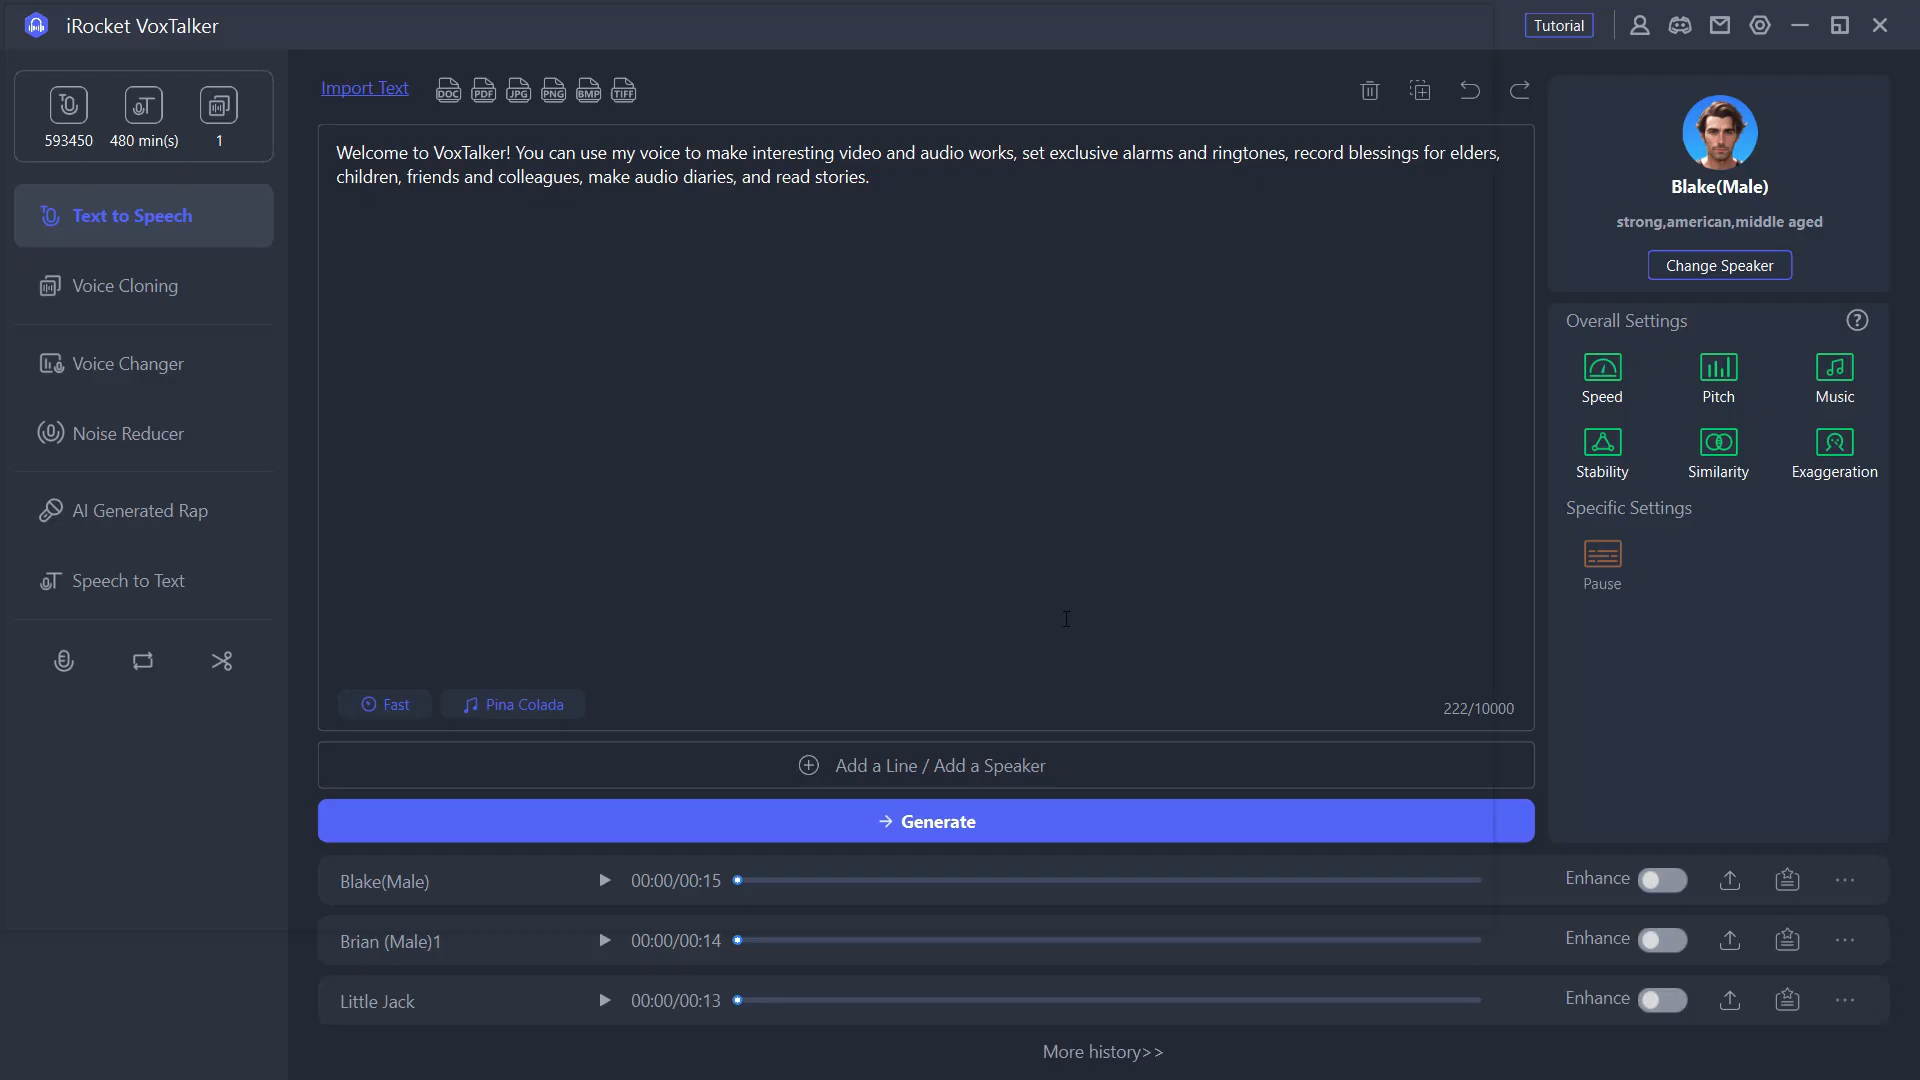 iRocket VoxTalker
Tutorial
593450
480 min(s)
1
Text to Speech
Voice Cloning
Voice Changer
Noise Reducer
AI Generated Rap
Speech to Text
Import Text
DOC
PDF
JPG
PNG
BMP
TIFF
Welcome to VoxTalker! You can use my voice to make interesting video and audio works, set exclusive alarms and ringtones, record blessings for elders,
children, friends and colleagues, make audio diaries, and read stories.
Fast
Pina Colada
222/10000
Add a Line / Add a Speaker
Generate
Blake(Male)
strong,american,middle aged
Change Speaker
Overall Settings
Speed
Pitch
Music
Stability
Similarity
Exaggeration
Specific Settings
Pause
Blake(Male)
00:00/00:15
Enhance
Brian (Male)1
00:00/00:14
Enhance
Little Jack
00:00/00:13
Enhance
More history>>